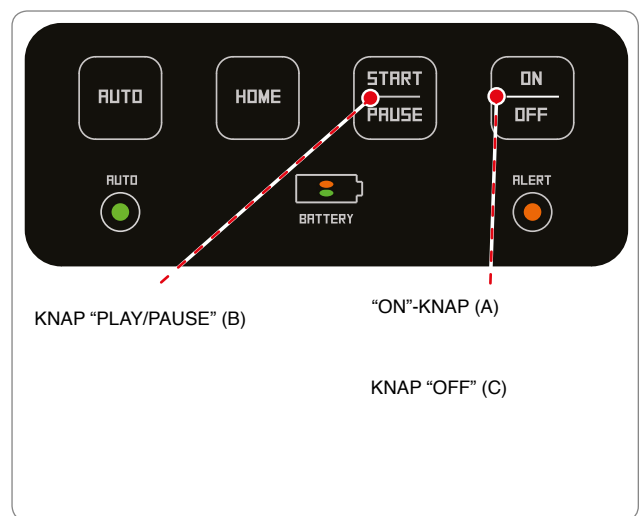 AUTO
HOME
START
PAUSE
ON
OFF
AUTO
BATTERY
ALERT
KNAP “PLAY/PAUSE” (B)
“ON”-KNAP (A)
KNAP “OFF” (C)